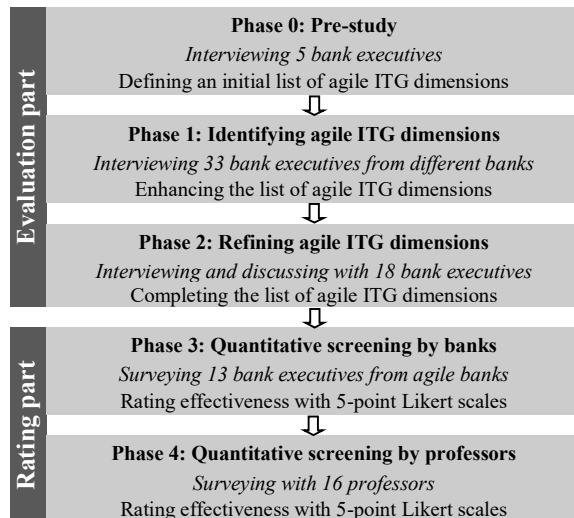 Evaluation part
Phase 0: Pre-study
Interviewing 5 bank executives
Defining an initial list of agile ITG dimensions
Phase 1: Identifying agile ITG dimensions
Interviewing 33 bank executives from different banks
Enhancing the list of agile ITG dimensions
Phase 2: Refining agile ITG dimensions
Interviewing and discussing with 18 bank executives
Completing the list of agile ITG dimensions
Rating part
Phase 3: Quantitative screening by banks
Surveying 13 bank executives from agile banks
Rating effectiveness with 5-point Likert scales
Phase 4: Quantitative screening by professors
Surveying with 16 professors
Rating effectiveness with 5-point Likert scales